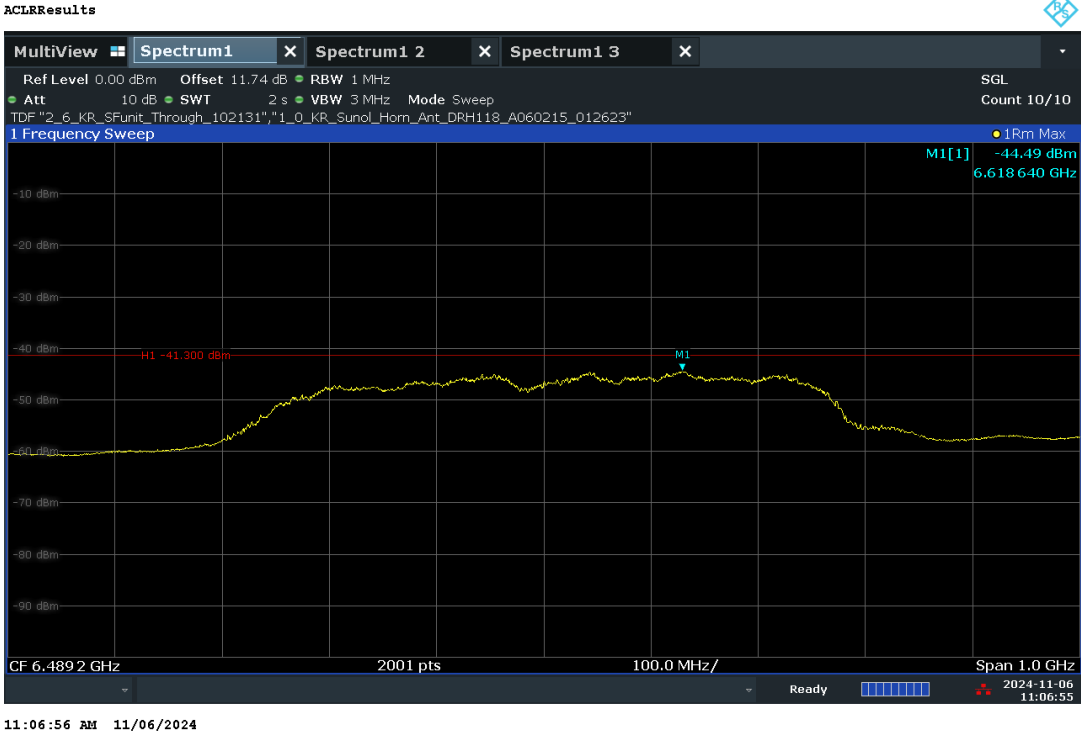 ACLRResults
R S
MultiView Spectrum1 X Spectrum1 2 X Spectrum1 3 X
Ref Level 0.00 dBm Offset 11.74 dB RBW 1 MHz SGL
Att 10 dB SWT 2 s VBW 3 MHz Mode Sweep Count 10/10
TDF "2_6_KR_SFunit_Through_102131","1_0_KR_Sunol_Horn_Ant_DRH118_A060215_012623"
1 Frequency Sweep 1Rm Max
M1[1] -44.49 dBm
6.618 640 GHz
-10 dBm
-20 dBm
-30 dBm
-40 dBm
H1 -41.300 dBm
M1
-50 dBm
-60 dBm
-70 dBm
-80 dBm
-90 dBm
CF 6.489 2 GHz 2001 pts 100.0 MHz/ Span 1.0 GHz
Ready 2024-11-06
11:06:55
11:06:56 AM 11/06/2024